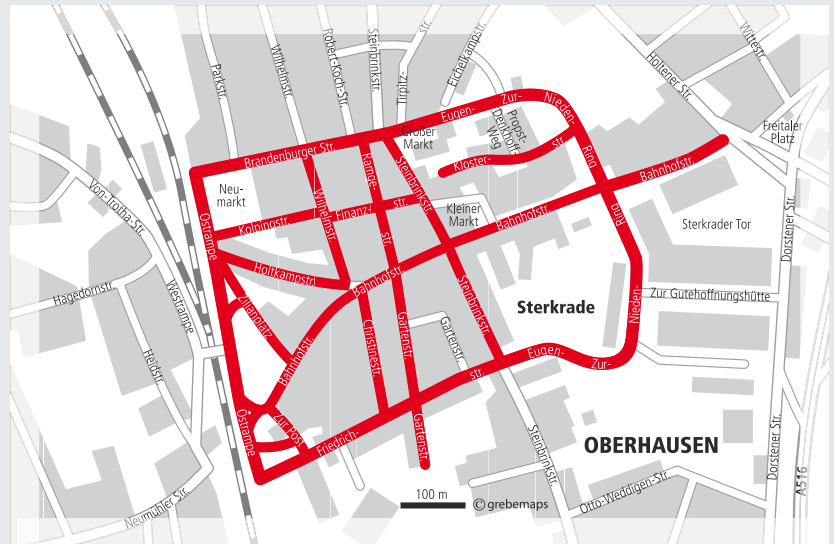 Parkstr.
Wilhelmstr.
Robert-Koch-Str.
Steinbrinkstr.
str.
Tirpitz-
Eichelkampstr.
Holtener Str.
Wittestr.
Freitaler
Platz
Eugen-
Zur-
Nieden-
Ring
Großer
Markt
Propst-
Denkhoff-
Weg
Kloster-
str.
Brandenburger Str.
Ramge-
str.
Steinbrinkstr.
Bahnhofstr.
Neu-
markt
Wilhelmstr.
Kolpingstr.
Finanz-
str.
Kleiner
Markt
Bahnhofstr.
Ring
Sterkrader Tor
Dorstener Str.
Von-Trotha-Str.
Ostrampe
Holtkampstr.
Bahnhofstr.
Hagedornstr.
Westrampe
Zilianplatz
Steinbrinkstr.
Sterkrade
Zur Gutehoffnungshütte
Nieden-
Heidstr.
Bahnhofstr.
Christinestr.
Gartenstr.
Gartenstr.
Eugen-
Zur-
str.
Ostrampe
Zur Post
Friedrich-
Gartenstr.
Steinbrinkstr.
OBERHAUSEN
Dorstener Str.
A516
Neumühler Str.
100 m
© grebemaps
Otto-Weddigen-Str.